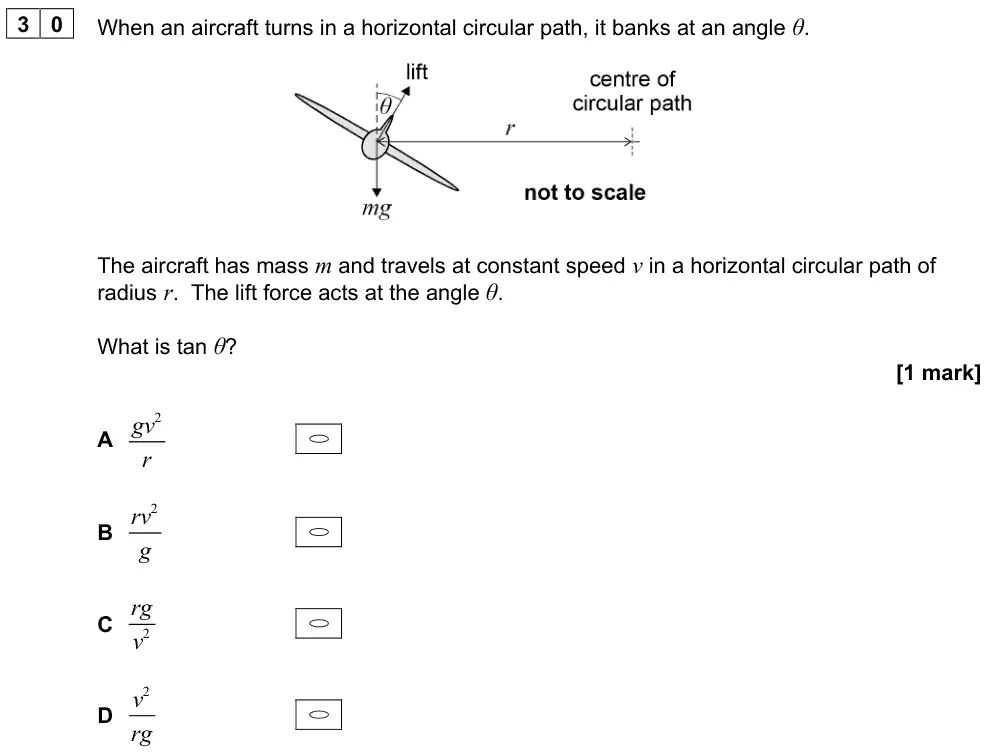 3 0 When an aircraft turns in a horizontal circular path, it banks at an angle θ.
lift
centre of
circular path
θ
r
not to scale
mg
The aircraft has mass m and travels at constant speed v in a horizontal circular path of
radius r. The lift force acts at the angle θ.
What is tan θ?
[1 mark]
A gv²/r
B rv²/g
C rg/v²
D v²/rg